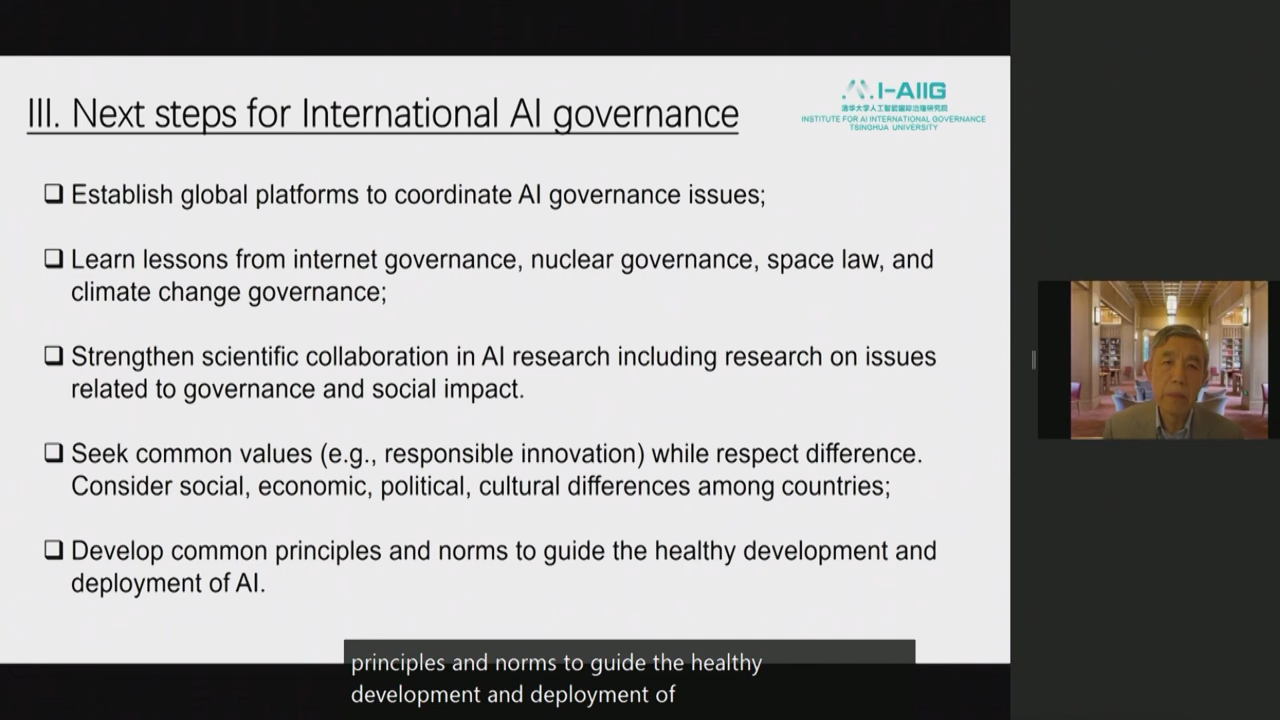 III. Next steps for International AI governance
I-AIIG
清华大学人工智能国际治理研究院
INSTITUTE FOR AI INTERNATIONAL GOVERNANCE
TSINGHUA UNIVERSITY
Establish global platforms to coordinate AI governance issues;
Learn lessons from internet governance, nuclear governance, space law, and
climate change governance;
Strengthen scientific collaboration in AI research including research on issues
related to governance and social impact.
Seek common values (e.g., responsible innovation) while respect difference.
Consider social, economic, political, cultural differences among countries;
Develop common principles and norms to guide the healthy development and
deployment of AI.
principles and norms to guide the healthy
development and deployment of